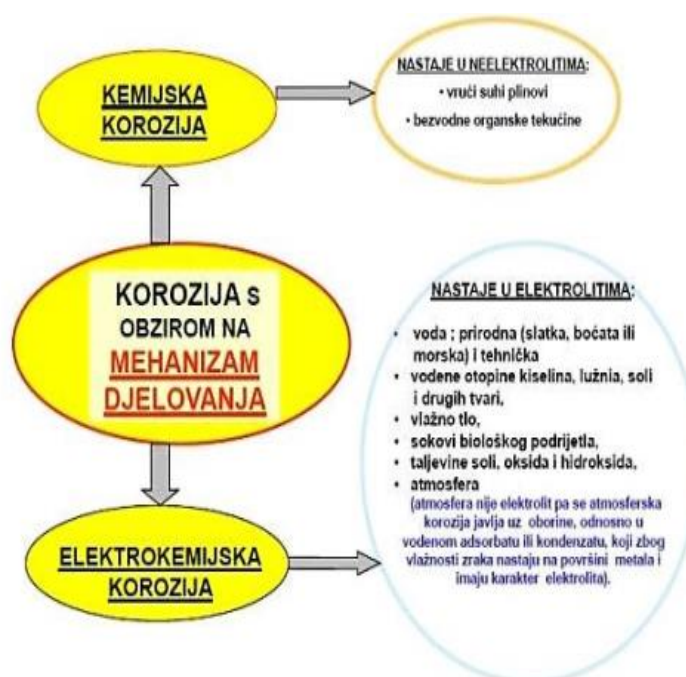 KEMIJSKA
KOROZIJA
NASTAJE U NEELEKTROLITIMA:
• vrući suhi plinovi
• bezvodne organske tekućine
KOROZIJA s
OBZIROM NA
MEHANIZAM
DJELOVANJA
NASTAJE U ELEKTROLITIMA:
• voda ; prirodna (slatka, boćata ili
morska) i tehnička
• vodene otopine kiselina, lužnia, soli
i drugih tvari,
• vlažno tlo,
• sokovi biološkog podrijetla,
• taljevine soli, oksida i hidroksida,
• atmosfera
(atmosfera nije elektrolit pa se atmosferska
korozija javlja uz oborine, odnosno u
vodenom adsorbatu ili kondenzatu, koji zbog
vlažnosti zraka nastaju na površini metala i
imaju karakter elektrolita).
ELEKTROKEMIJSKA
KOROZIJA